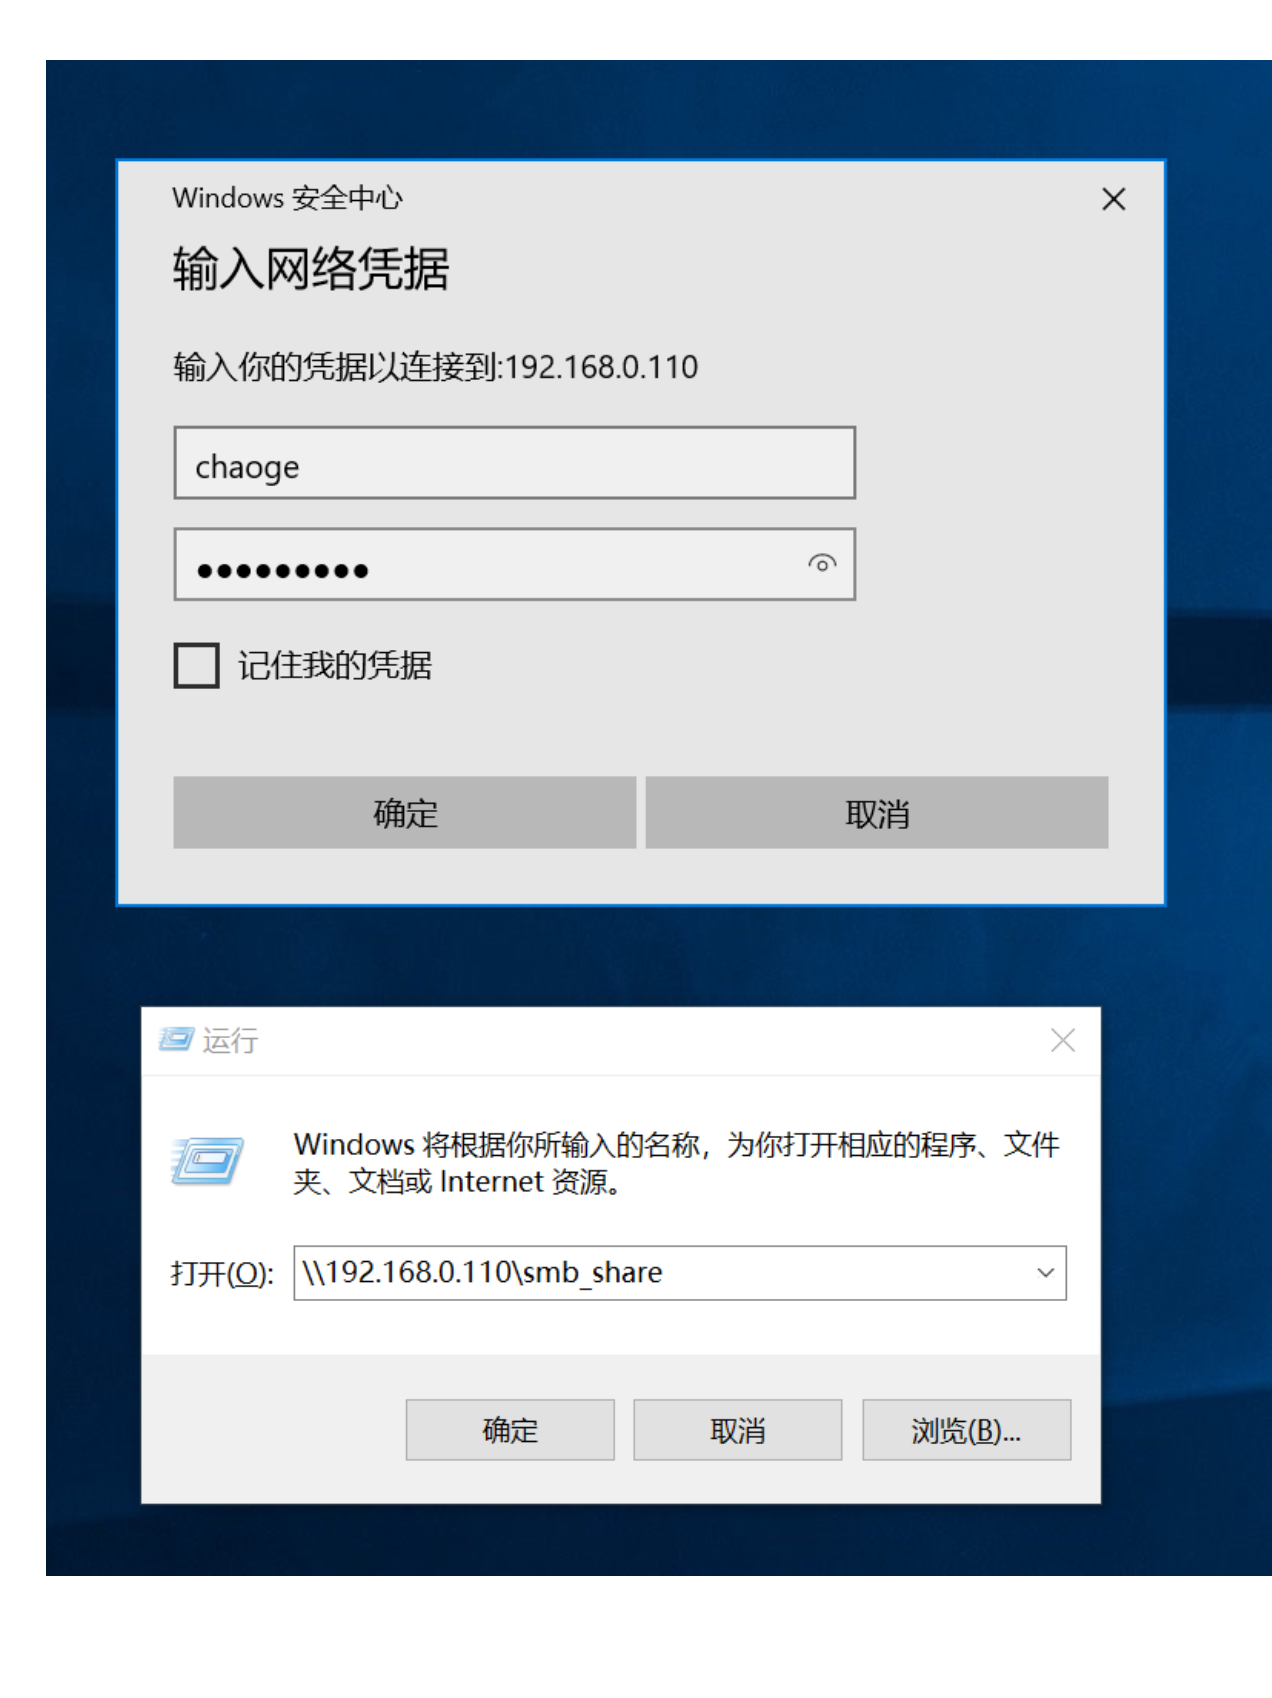 Windows 安全中心
输入网络凭据
输入你的凭据以连接到:192.168.0.110
chaoge
●●●●●●●●●
记住我的凭据
确定 取消
运行
Windows 将根据你所输入的名称，为你打开相应的程序、文件
夹、文档或 Internet 资源。
打开(O): \\192.168.0.110\smb_share
确定 取消 浏览(B)...